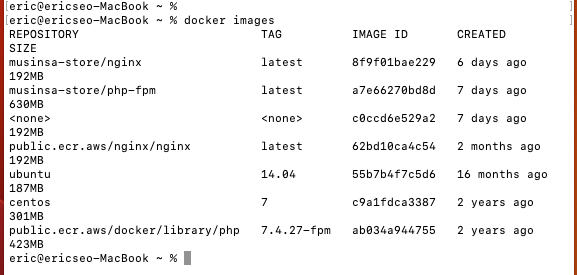 [eric@ericseo-MacBook ~ %
[eric@ericseo-MacBook ~ % docker images
REPOSITORY TAG IMAGE ID CREATED
SIZE
musinsa-store/nginx latest 8f9f01bae229 6 days ago
192MB
musinsa-store/php-fpm latest a7e66270bd8d 7 days ago
630MB
<none> <none> c0ccd6e529a2 7 days ago
192MB
public.ecr.aws/nginx/nginx latest 62bd10ca4c54 2 months ago
192MB
ubuntu 14.04 55b7b4f7c5d6 16 months ago
187MB
centos 7 c9a1fdca3387 2 years ago
301MB
public.ecr.aws/docker/library/php 7.4.27-fpm ab034a944755 2 years ago
423MB
eric@ericseo-MacBook ~ %